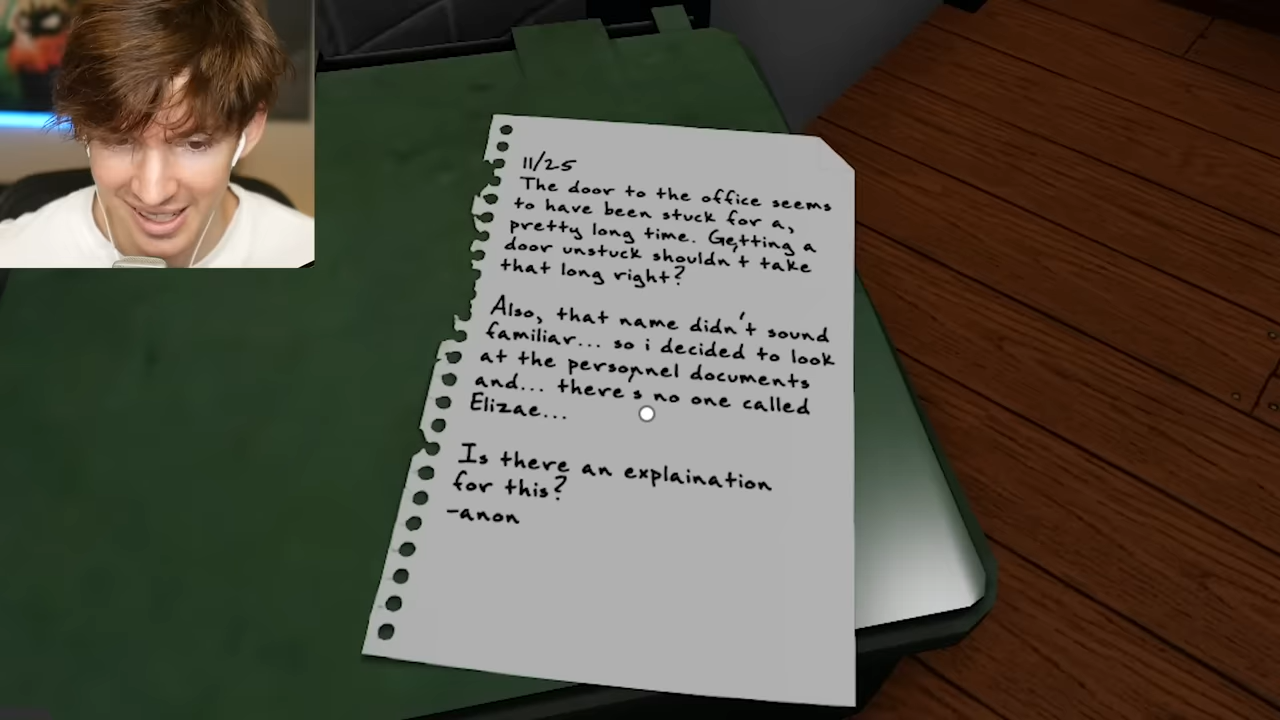 11/25
The door to the office seems
to have been stuck for a,
pretty long time. Getting a
door unstuck shouldn't take
that long right?
Also, that name didn't sound
familiar... so i decided to look
at the personnel documents
and... there's no one called
Elizae...
Is there an explaination
for this?
-anon